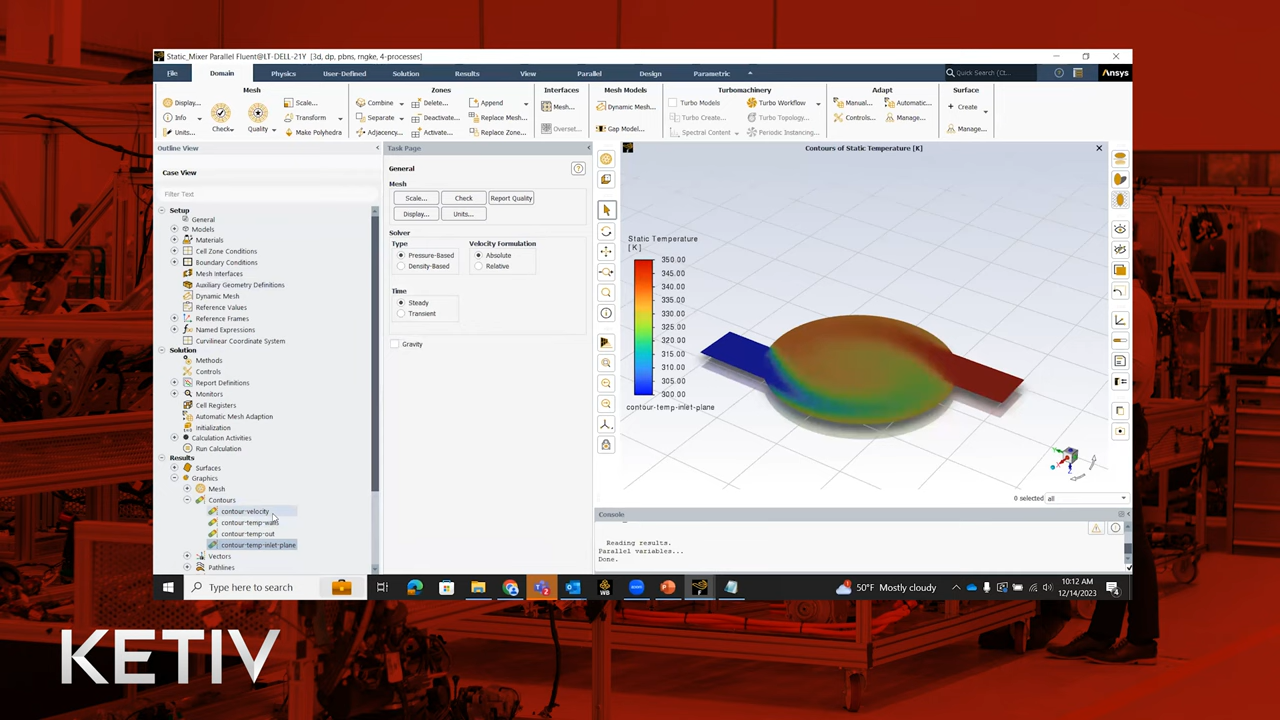 Static_Mixer Parallel Fluent@LT-DELL-21Y [3d, dp, pbns, rngke, 4-processes]
File Domain Physics User-Defined Solution Results View Parallel Design Parametric Quick Search (Ct... Ansys
Mesh Zones Interfaces Mesh Models Turbomachinery Adapt Surface
Display... Scale... Combine Delete... Append Mesh... Dynamic Mesh... Turbo Models Turbo Workflow Manual... Automatic... Create
Info Check Quality Transform Separate Deactivate... Replace Mesh... Turbo Create... Turbo Topology... Controls... Manage...
Units... Make Polyhedra Adjacency... Activate... Replace Zone... Overset... Gap Model... Spectral Content Periodic Instancing... Manage...
Outline View
Task Page
Contours of Static Temperature [K]
Case View
Filter Text
Setup
General
Models
Materials
Cell Zone Conditions
Boundary Conditions
Mesh Interfaces
Auxiliary Geometry Definitions
Dynamic Mesh
Reference Values
Reference Frames
Named Expressions
Curvilinear Coordinate System
Solution
Methods
Controls
Report Definitions
Monitors
Cell Registers
Automatic Mesh Adaption
Initialization
Calculation Activities
Run Calculation
Results
Surfaces
Graphics
Mesh
Contours
contour-velocity
contour-temp-walls
contour-temp-out
contour-temp-inlet-plane
Vectors
Pathlines
General
Mesh
Scale... Check Report Quality
Display... Units...
Solver
Type Velocity Formulation
Pressure-Based Absolute
Density-Based Relative
Time
Steady
Transient
Gravity
Static Temperature
[K]
350.00
345.00
340.00
335.00
330.00
325.00
320.00
315.00
310.00
305.00
300.00
contour-temp-inlet-plane
0 selected all
Console
Reading results.
Parallel variables...
Done.
Type here to search
50°F Mostly cloudy
10:12 AM
12/14/2023
KETIV